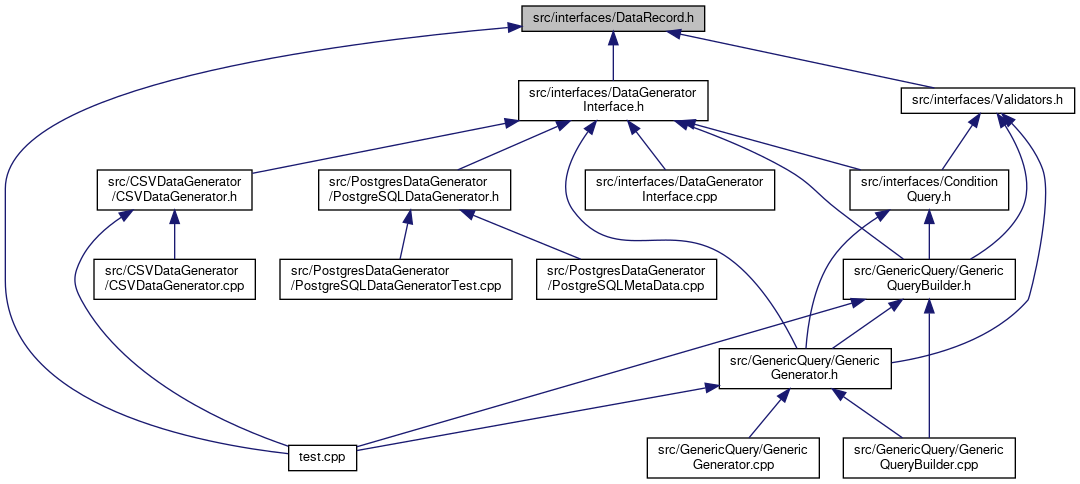 src/interfaces/DataRecord.h
src/interfaces/DataGenerator
Interface.h
src/interfaces/Validators.h
src/CSVDataGenerator
/CSVDataGenerator.h
src/PostgresDataGenerator
/PostgreSQLDataGenerator.h
src/interfaces/DataGenerator
Interface.cpp
src/interfaces/Condition
Query.h
src/CSVDataGenerator
/CSVDataGenerator.cpp
src/PostgresDataGenerator
/PostgreSQLDataGeneratorTest.cpp
src/PostgresDataGenerator
/PostgreSQLMetaData.cpp
src/GenericQuery/Generic
QueryBuilder.h
src/GenericQuery/Generic
Generator.h
test.cpp
src/GenericQuery/Generic
Generator.cpp
src/GenericQuery/Generic
QueryBuilder.cpp